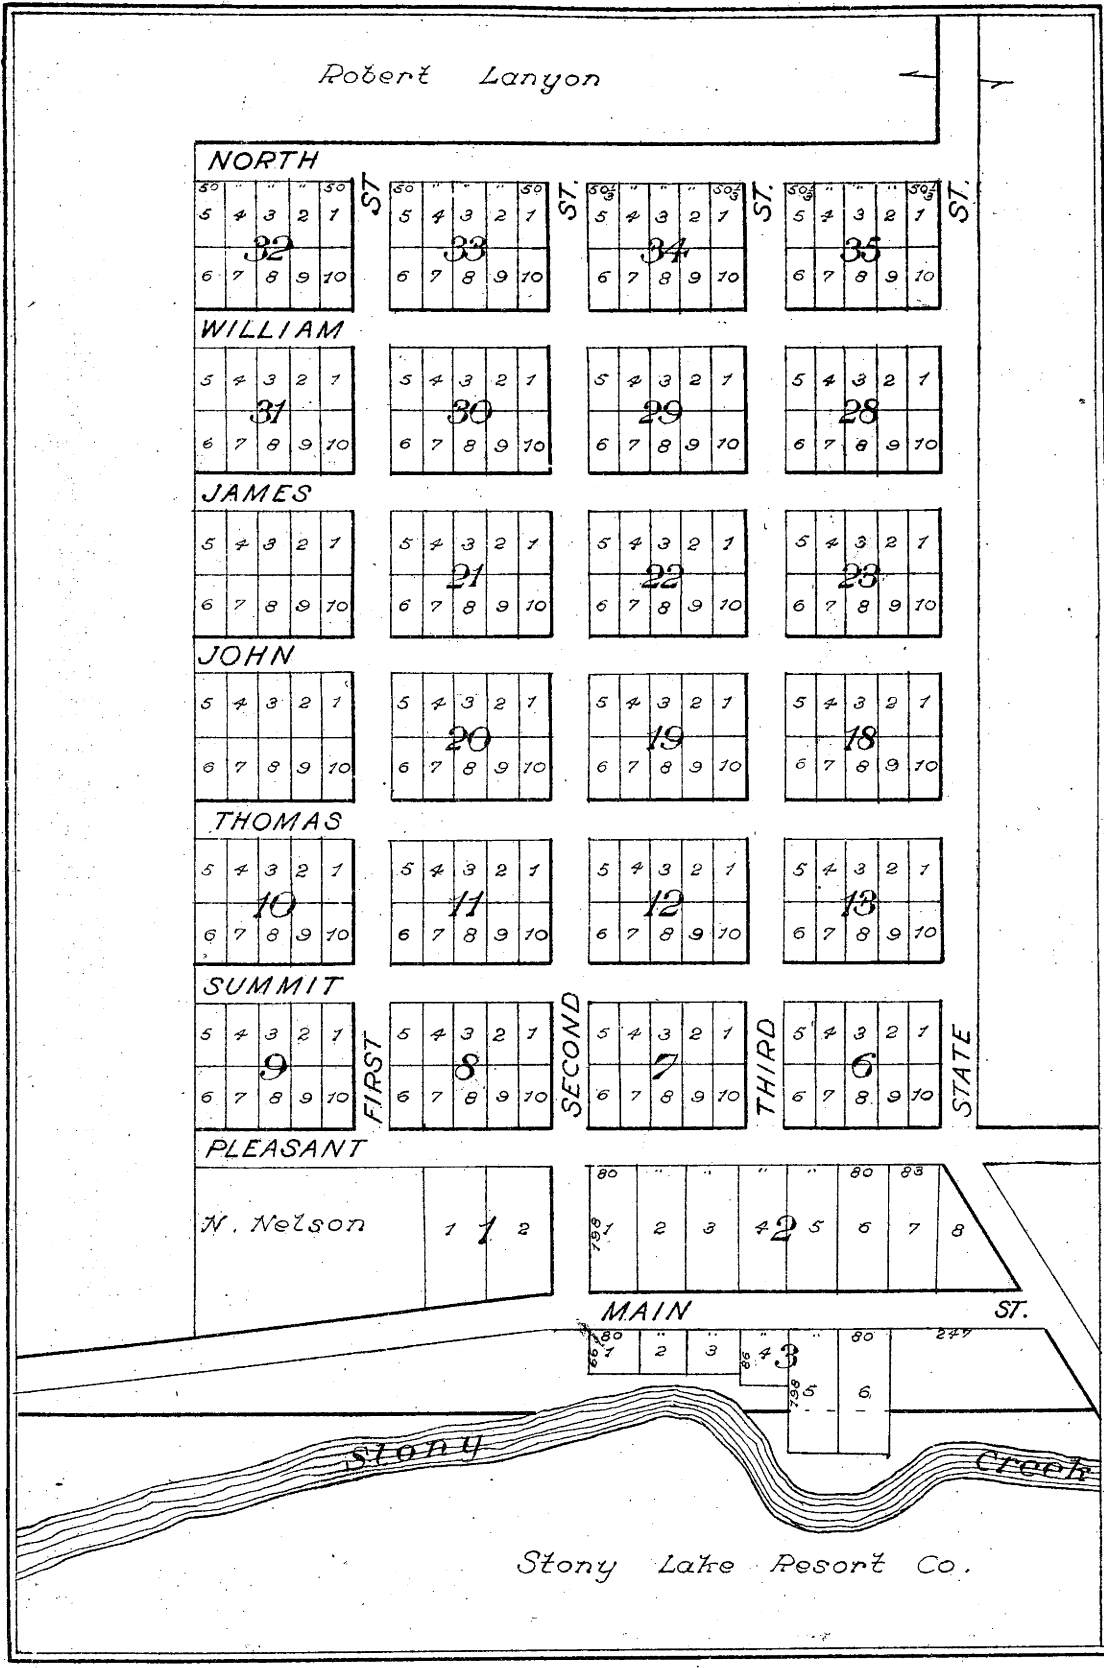 Robert Lanyon
NORTH
50 " " " 50 ST 50 " " " 50 ST. 50⅓ " " 50⅓ ST. 50⅓ " " 50⅓ ST.
5 4 3 2 1 5 4 3 2 1 5 4 3 2 1 5 4 3 2 1
32 33 34 35
6 7 8 9 10 6 7 8 9 10 6 7 8 9 10 6 7 8 9 10
WILLIAM
5 4 3 2 1 5 4 3 2 1 5 4 3 2 1 5 4 3 2 1
31 30 29 28
6 7 8 9 10 6 7 8 9 10 6 7 8 9 10 6 7 8 9 10
JAMES
5 4 3 2 1 5 4 3 2 1 5 4 3 2 1 5 4 3 2 1
21 22 23
6 7 8 9 10 6 7 8 9 10 6 7 8 9 10 6 7 8 9 10
JOHN
5 4 3 2 1 5 4 3 2 1 5 4 3 2 1 5 4 3 2 1
20 19 18
6 7 8 9 10 6 7 8 9 10 6 7 8 9 10 6 7 8 9 10
THOMAS
5 4 3 2 1 5 4 3 2 1 5 4 3 2 1 5 4 3 2 1
10 11 12 13
6 7 8 9 10 6 7 8 9 10 6 7 8 9 10 6 7 8 9 10
SUMMIT
5 4 3 2 1 5 4 3 2 1 5 4 3 2 1 5 4 3 2 1
9 FIRST 8 SECOND 7 THIRD 6 STATE
6 7 8 9 10 6 7 8 9 10 6 7 8 9 10 6 7 8 9 10
PLEASANT
80 " " " " 80 83
N. Nelson 1 1 2 198 1 2 3 4 2 5 6 7 8
MAIN ST.
80 " " " " 80 247
66 1 2 3 86 4 3
198 5 6
Stony Creek
Stony Lake Resort Co.